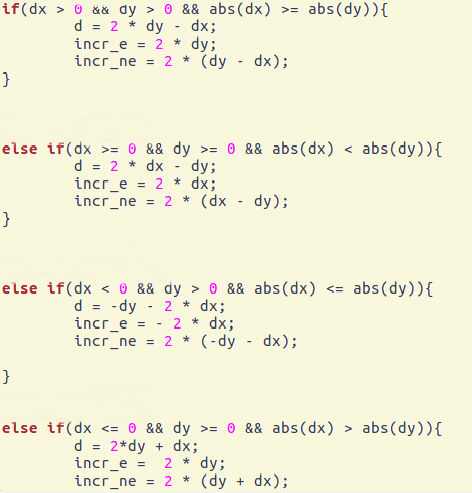 if(dx > 0 && dy > 0 && abs(dx) >= abs(dy)){
        d = 2 * dy - dx;
        incr_e = 2 * dy;
        incr_ne = 2 * (dy - dx);
}
else if(dx >= 0 && dy >= 0 && abs(dx) < abs(dy)){
        d = 2 * dx - dy;
        incr_e = 2 * dx;
        incr_ne = 2 * (dx - dy);
}
else if(dx < 0 && dy > 0 && abs(dx) <= abs(dy)){
        d = -dy - 2 * dx;
        incr_e = - 2 * dx;
        incr_ne = 2 * (-dy - dx);
}
else if(dx <= 0 && dy >= 0 && abs(dx) > abs(dy)){
        d = 2*dy + dx;
        incr_e =  2 * dy;
        incr_ne = 2 * (dy + dx);